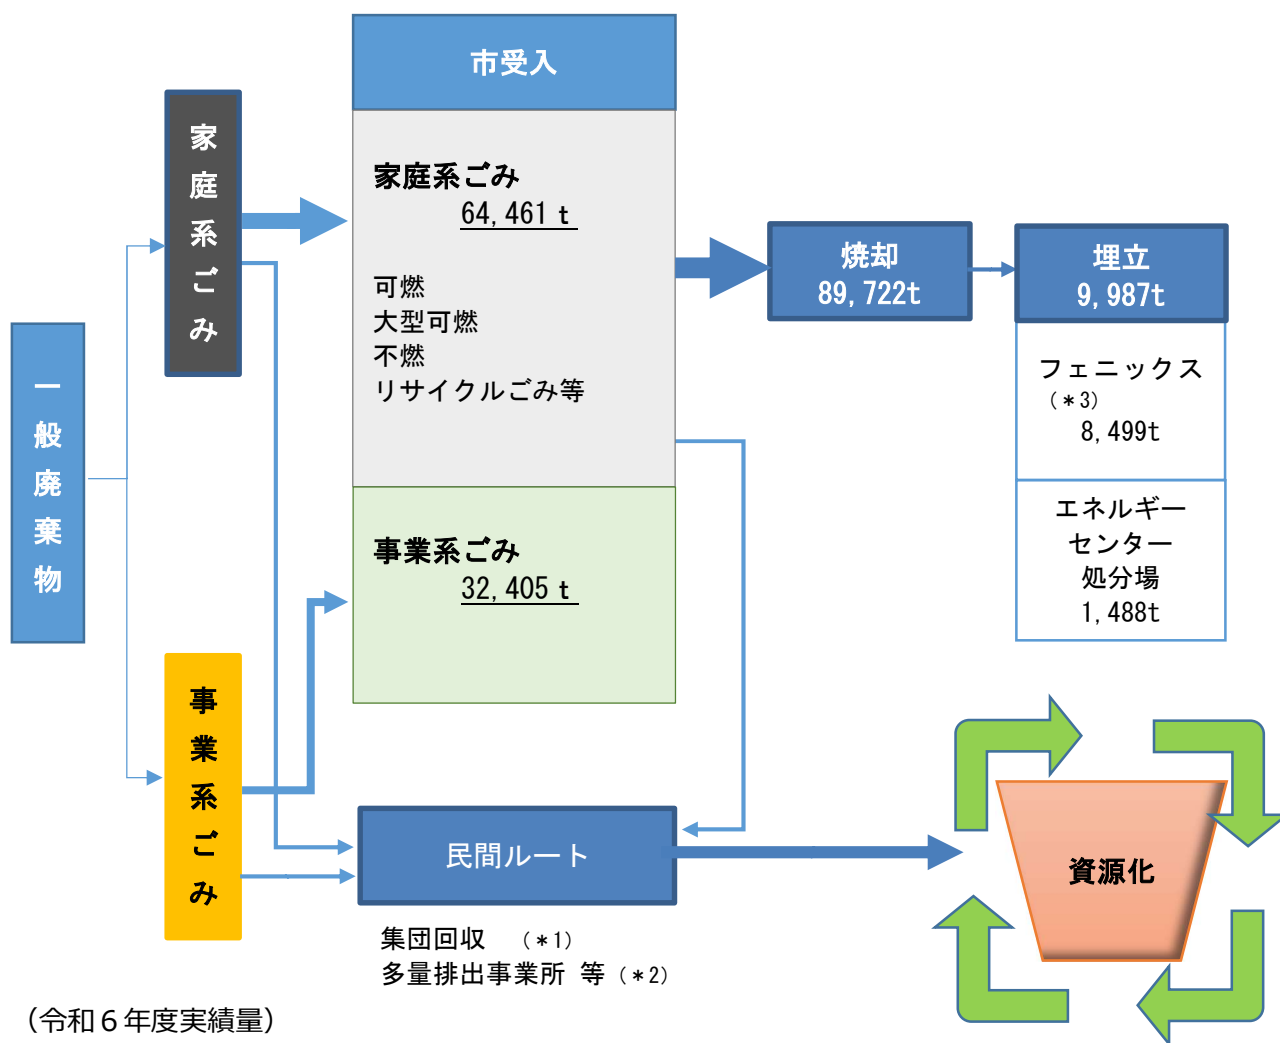 一般廃棄物
家庭系ごみ
事業系ごみ
市受入
家庭系ごみ
64,461 t
可燃
大型可燃
不燃
リサイクルごみ等
事業系ごみ
32,405 t
民間ルート
集団回収 (*1)
多量排出事業所 等 (*2)
焼却
89,722t
埋立
9,987t
フェニックス
(*3)
8,499t
エネルギー
センター
処分場
1,488t
資源化
(令和6年度実績量)